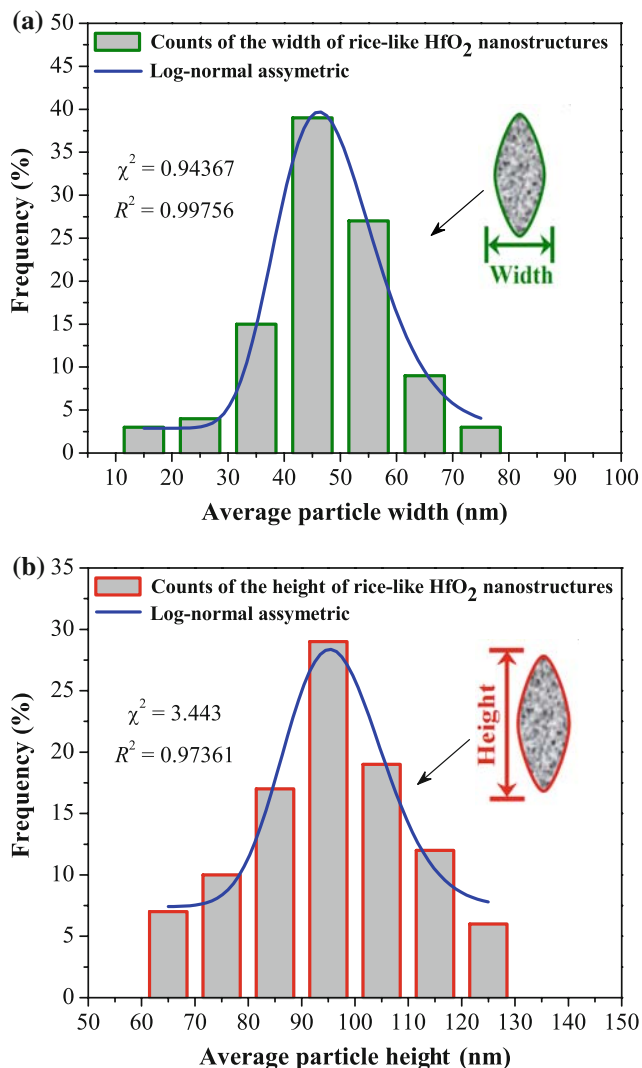 (a)
50
45
40
35
30
25
20
15
10
5
0
Frequency (%)
Counts of the width of rice-like HfO₂ nanostructures
Log-normal assymetric
χ² = 0.94367
R² = 0.99756
Width
10 20 30 40 50 60 70 80 90 100
Average particle width (nm)
(b)
35
30
25
20
15
10
5
0
Frequency (%)
Counts of the height of rice-like HfO₂ nanostructures
Log-normal assymetric
χ² = 3.443
R² = 0.97361
Height
50 60 70 80 90 100 110 120 130 140 150
Average particle height (nm)